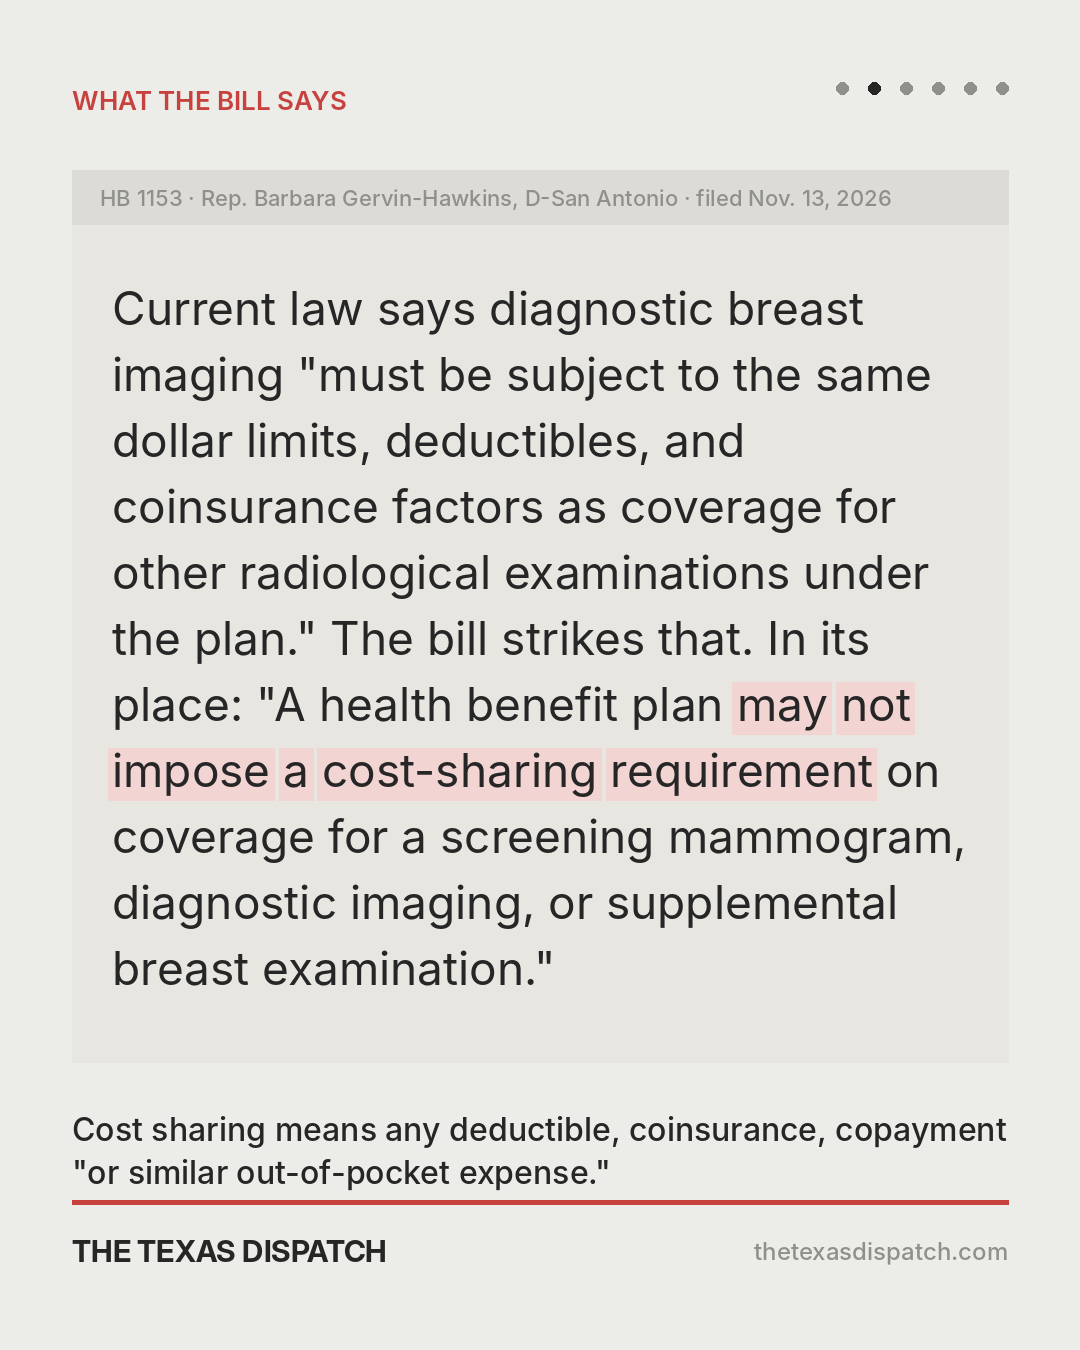 WHAT THE BILL SAYS
HB 1153 · Rep. Barbara Gervin-Hawkins, D-San Antonio · filed Nov. 13, 2026
Current law says diagnostic breast
imaging "must be subject to the same
dollar limits, deductibles, and
coinsurance factors as coverage for
other radiological examinations under
the plan." The bill strikes that. In its
place: "A health benefit plan may not
impose a cost-sharing requirement on
coverage for a screening mammogram,
diagnostic imaging, or supplemental
breast examination."
Cost sharing means any deductible, coinsurance, copayment
"or similar out-of-pocket expense."
THE TEXAS DISPATCH
thetexasdispatch.com